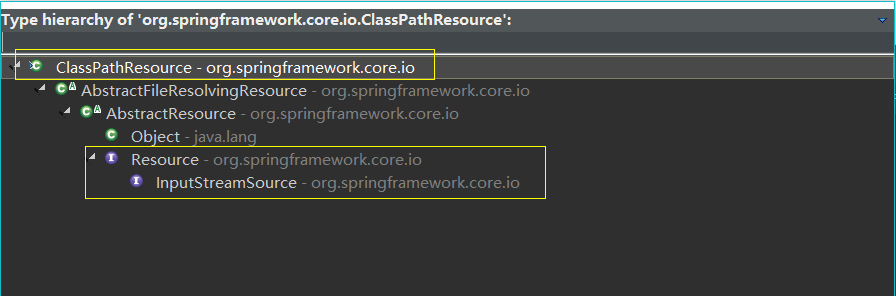 Type hierarchy of 'org.springframework.core.io.ClassPathResource':
ClassPathResource - org.springframework.core.io
AbstractFileResolvingResource - org.springframework.core.io
AbstractResource - org.springframework.core.io
Object - java.lang
Resource - org.springframework.core.io
InputStreamSource - org.springframework.core.io